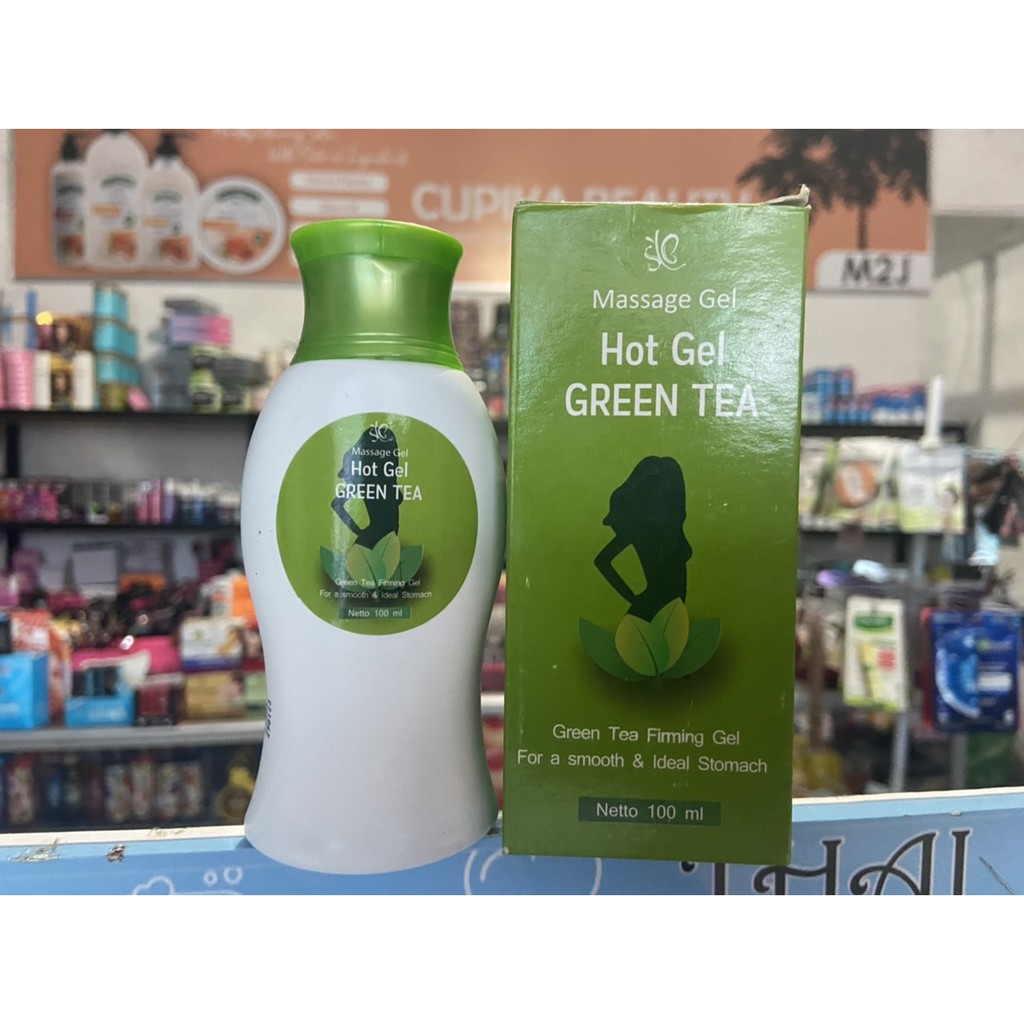 CUPIKA BEAUTY
M2J
Massage Gel
Hot Gel
GREEN TEA
Green Tea Firming Gel
For a smooth & Ideal Stomach
Netto 100 ml
Massage Gel
Hot Gel
GREEN TEA
Green Tea Firming Gel
For a smooth & Ideal Stomach
Netto 100 ml
THAI